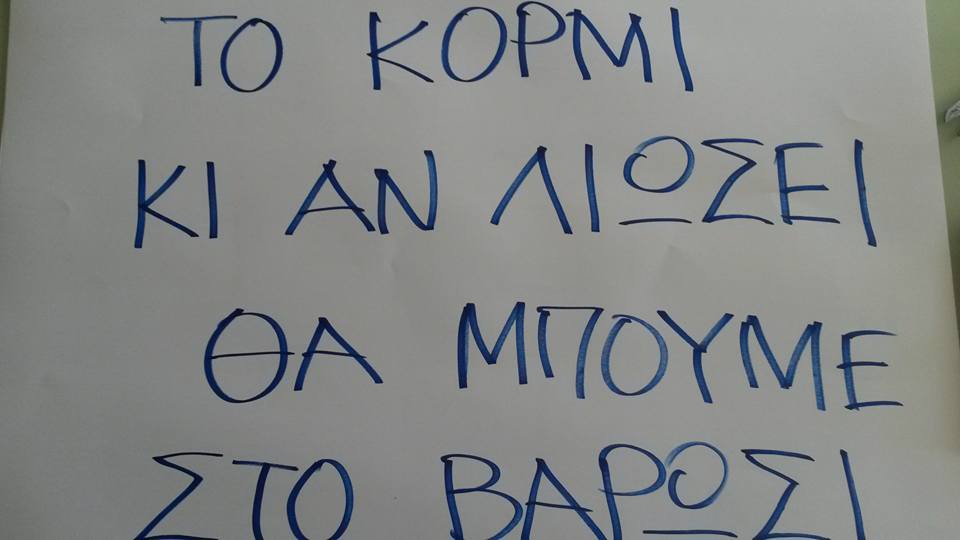 ΤΟ ΚΟΡΜΙ
ΚΙ ΑΝ ΛΙΩΣΕΙ
ΘΑ ΜΠΟΥΜΕ
ΣΤΟ ΒΑΡΩΣΙ